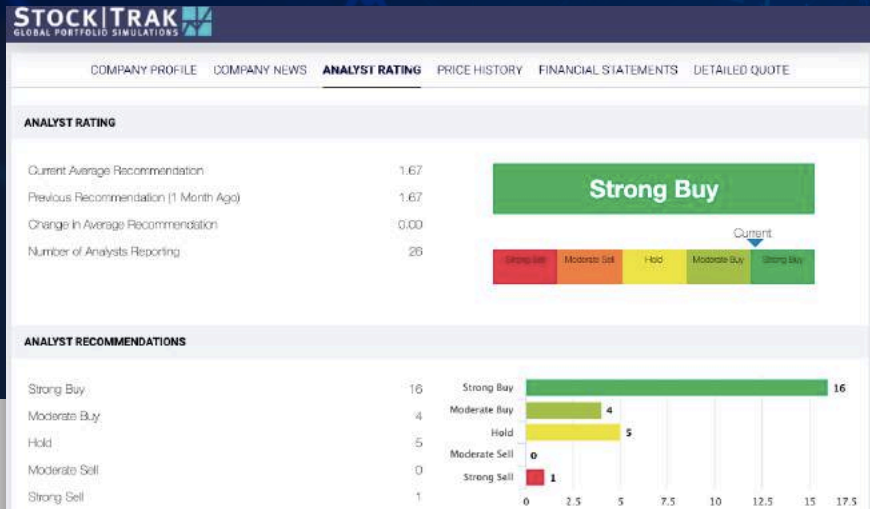 STOCK|TRAK
GLOBAL PORTFOLIO SIMULATIONS
COMPANY PROFILE COMPANY NEWS ANALYST RATING PRICE HISTORY FINANCIAL STATEMENTS DETAILED QUOTE
ANALYST RATING
Current Average Recommendation 1.67
Previous Recommendation (1 Month Ago) 1.67
Change in Average Recommendation 0.00
Number of Analysts Reporting 26
Strong Buy
Current
Strong Sell Moderate Sell Hold Moderate Buy Strong Buy
ANALYST RECOMMENDATIONS
Strong Buy 16
Moderate Buy 4
Hold 5
Moderate Sell 0
Strong Sell 1
Strong Buy 16
Moderate Buy 4
Hold 5
Moderate Sell 0
Strong Sell 1
0 2.5 5 7.5 10 12.5 15 17.5